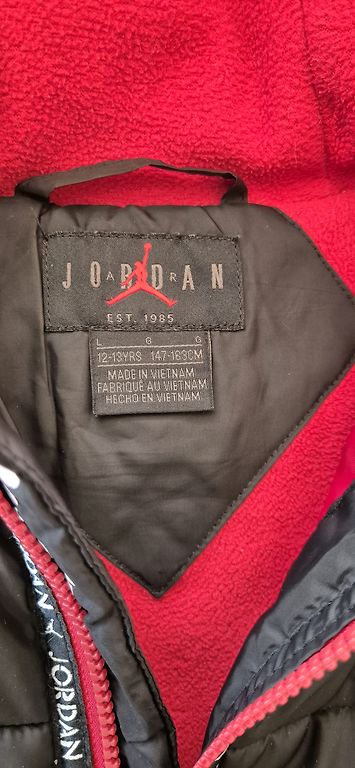 JORDAN
AIR
EST. 1985
L G G
12-13YRS 147-163CM
MADE IN VIETNAM
FABRIQUÉ AU VIETNAM
HECHO EN VIETNAM
JORDAN